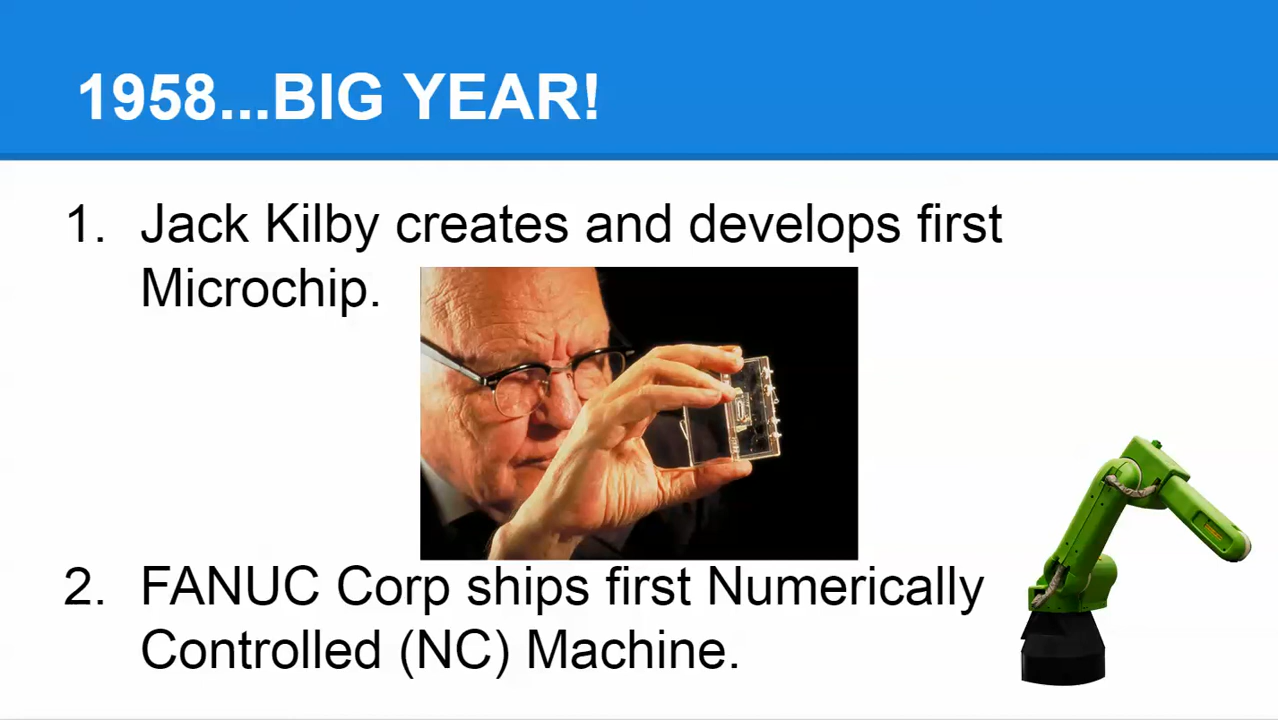 1958...BIG YEAR!
1. Jack Kilby creates and develops first
Microchip.
2. FANUC Corp ships first Numerically
Controlled (NC) Machine.